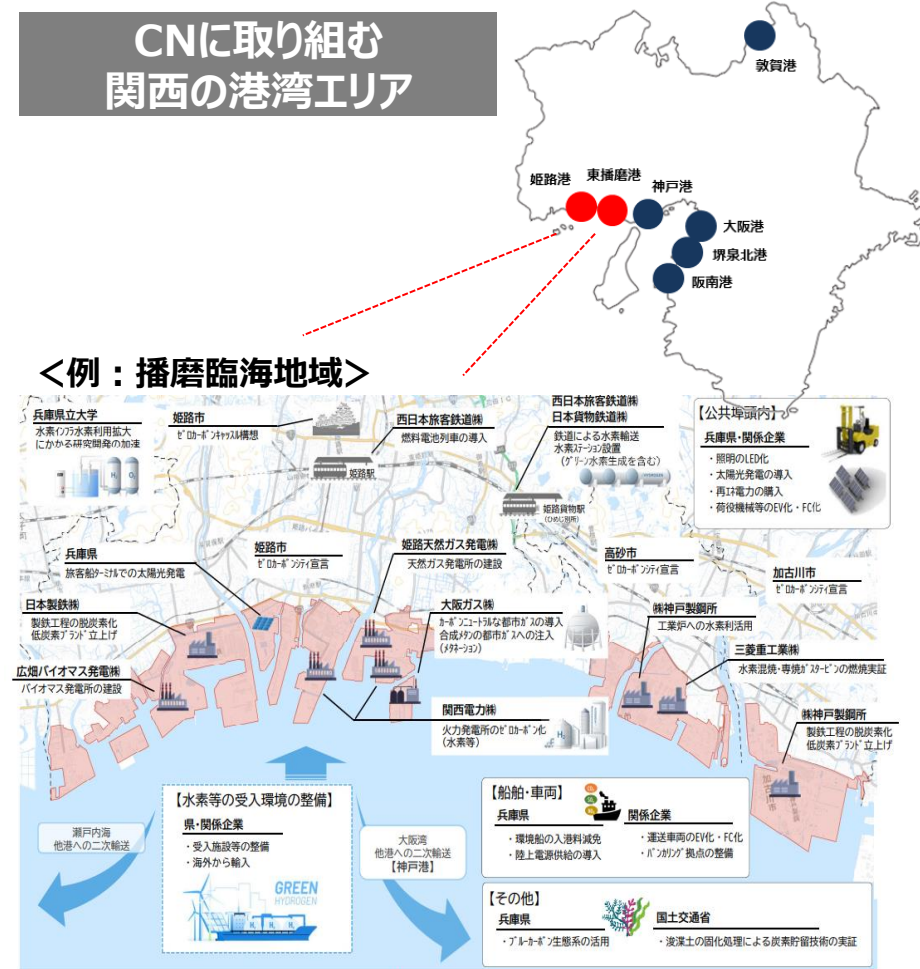 CNに取り組む
関西の港湾エリア
敦賀港
姫路港
東播磨港
神戸港
大阪港
堺泉北港
阪南港
＜例：播磨臨海地域＞
兵庫県立大学
水素インフラ水素利用拡大
にかかる研究開発の加速
H₂
O₂
姫路市
ｾﾞﾛｶｰﾎﾞﾝｷｬｯｽﾙ構想
姫路駅
西日本旅客鉄道㈱
燃料電池列車の導入
西日本旅客鉄道㈱
日本貨物鉄道㈱
鉄道による水素輸送
水素ｽﾃｰｼｮﾝ設置
(ｸﾞﾘｰﾝ水素生成を含む)
姫路貨物駅
(ひめじ別所)
【公共埠頭内】
兵庫県・関係企業
・照明のLED化
・太陽光発電の導入
・再ｴﾈ電力の購入
・荷役機械等のEV化・FC化
兵庫県
旅客船ﾀｰﾐﾅﾙでの太陽光発電
姫路市
ｾﾞﾛｶｰﾎﾞﾝｼﾃｨ宣言
姫路天然ガス発電㈱
天然ガス発電所の建設
高砂市
ｾﾞﾛｶｰﾎﾞﾝｼﾃｨ宣言
加古川市
ｾﾞﾛｶｰﾎﾞﾝｼﾃｨ宣言
日本製鉄㈱
製鉄工程の脱炭素化
低炭素ﾌﾞﾗﾝﾄﾞ立上げ
大阪ガス㈱
ｶｰﾎﾞﾝﾆｭｰﾄﾗﾙな都市ガスの導入
合成ﾒﾀﾝの都市ガスへの注入
(ﾒﾀﾈｰｼｮﾝ)
㈱神戸製鋼所
工業炉への水素利活用
三菱重工業㈱
水素混焼・専焼ｶﾞｽﾀｰﾋﾞﾝの燃焼実証
広畑バイオマス発電㈱
バイオマス発電所の建設
関西電力㈱
火力発電所のｾﾞﾛｶｰﾎﾞﾝ化
(水素等)
H₂
㈱神戸製鋼所
製鉄工程の脱炭素化
低炭素ﾌﾞﾗﾝﾄﾞ立上げ
【水素等の受入環境の整備】
県・関係企業
・受入施設等の整備
・海外から輸入
GREEN
HYDROGEN
瀬戸内海
他港への二次輸送
大阪湾
他港への二次輸送
【神戸港】
【船舶・車両】
兵庫県
・環境船の入港料減免
・陸上電源供給の導入
関係企業
・運送車両のEV化・FC化
・ﾊﾞﾝｶﾘﾝｸﾞ拠点の整備
【その他】
兵庫県
・ﾌﾞﾙｰｶｰﾎﾞﾝ生態系の活用
国土交通省
・浚渫土の固化処理による炭素貯留技術の実証